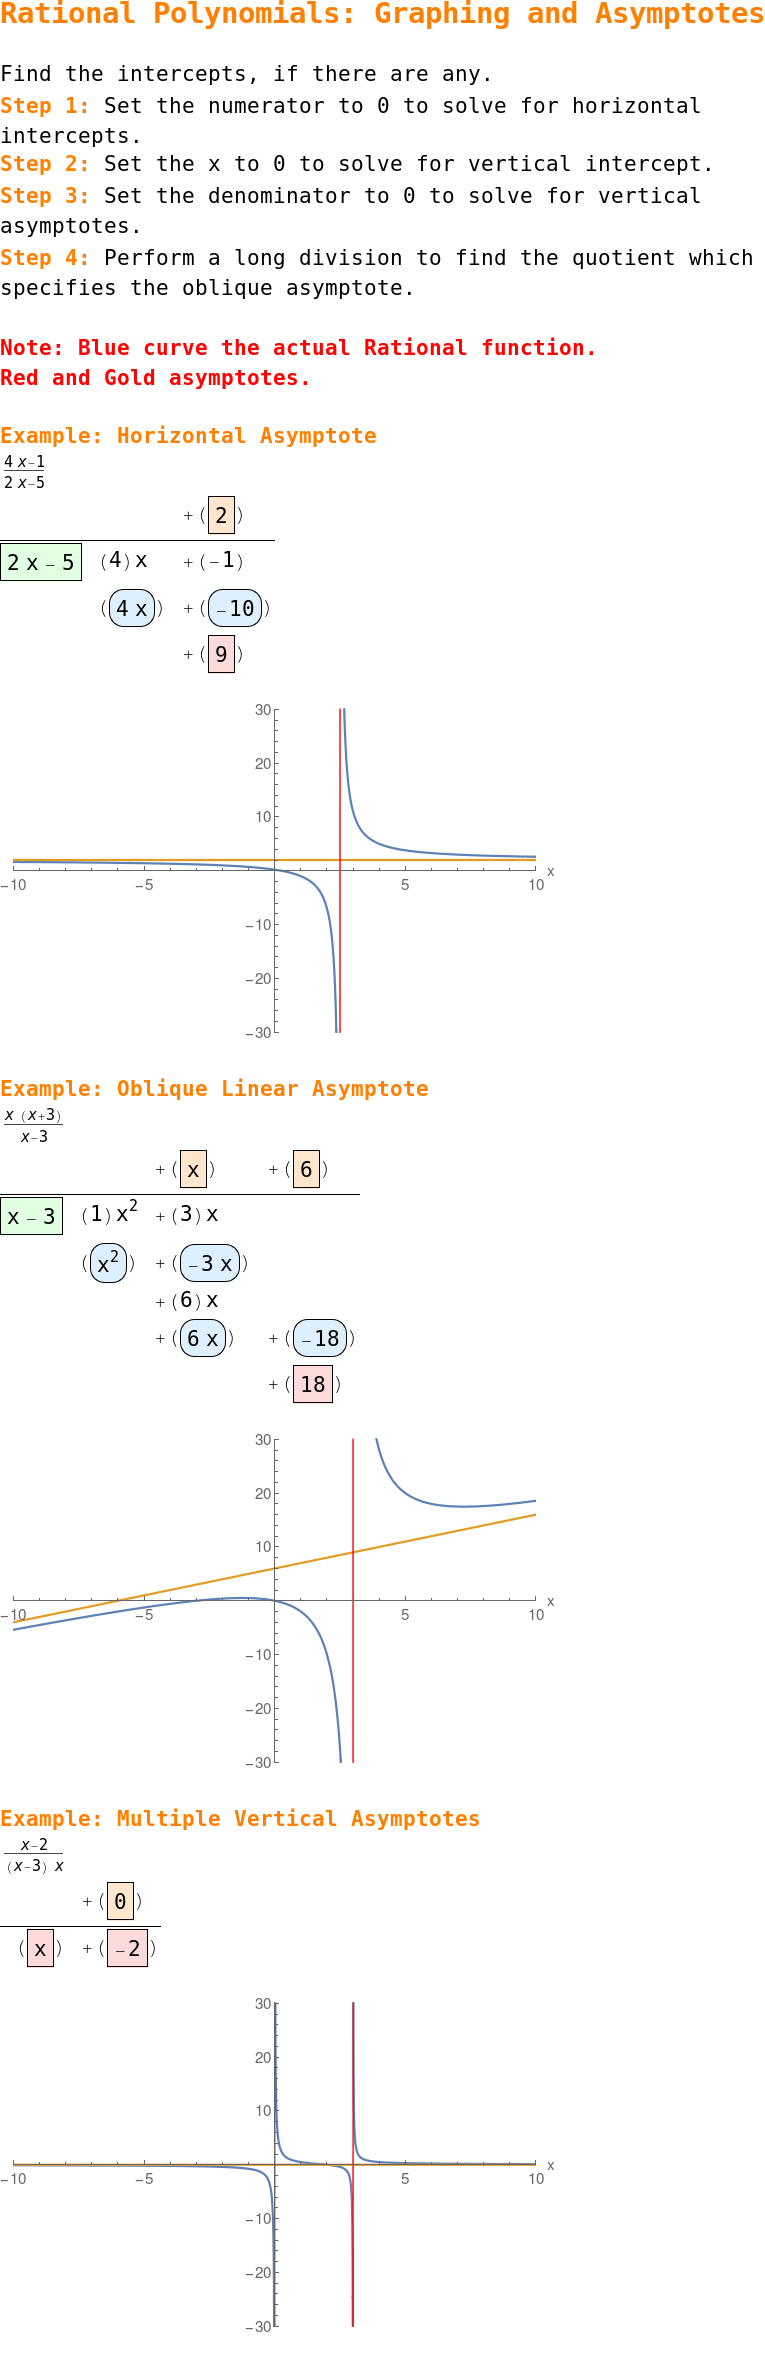 Rational Polynomials: Graphing and Asymptotes
Find the intercepts, if there are any.
Step 1: Set the numerator to 0 to solve for horizontal
intercepts.
Step 2: Set the x to 0 to solve for vertical intercept.
Step 3: Set the denominator to 0 to solve for vertical
asymptotes.
Step 4: Perform a long division to find the quotient which
specifies the oblique asymptote.
Note: Blue curve the actual Rational function.
Red and Gold asymptotes.
Example: Horizontal Asymptote
4 x−1
2 x−5
+ (2)
2 x − 5 (4) x + (−1)
(4 x) + (−10)
+ (9)
30
20
10
−10 −5 5 10 x
−10
−20
−30
Example: Oblique Linear Asymptote
x (x+3)
x−3
+ (x) + (6)
x − 3 (1) x² + (3) x
(x²) + (−3 x)
+ (6) x
+ (6 x) + (−18)
+ (18)
30
20
10
−10 −5 5 10 x
−10
−20
−30
Example: Multiple Vertical Asymptotes
x−2
(x−3) x
+ (0)
(x) + (−2)
30
20
10
−10 −5 5 10 x
−10
−20
−30